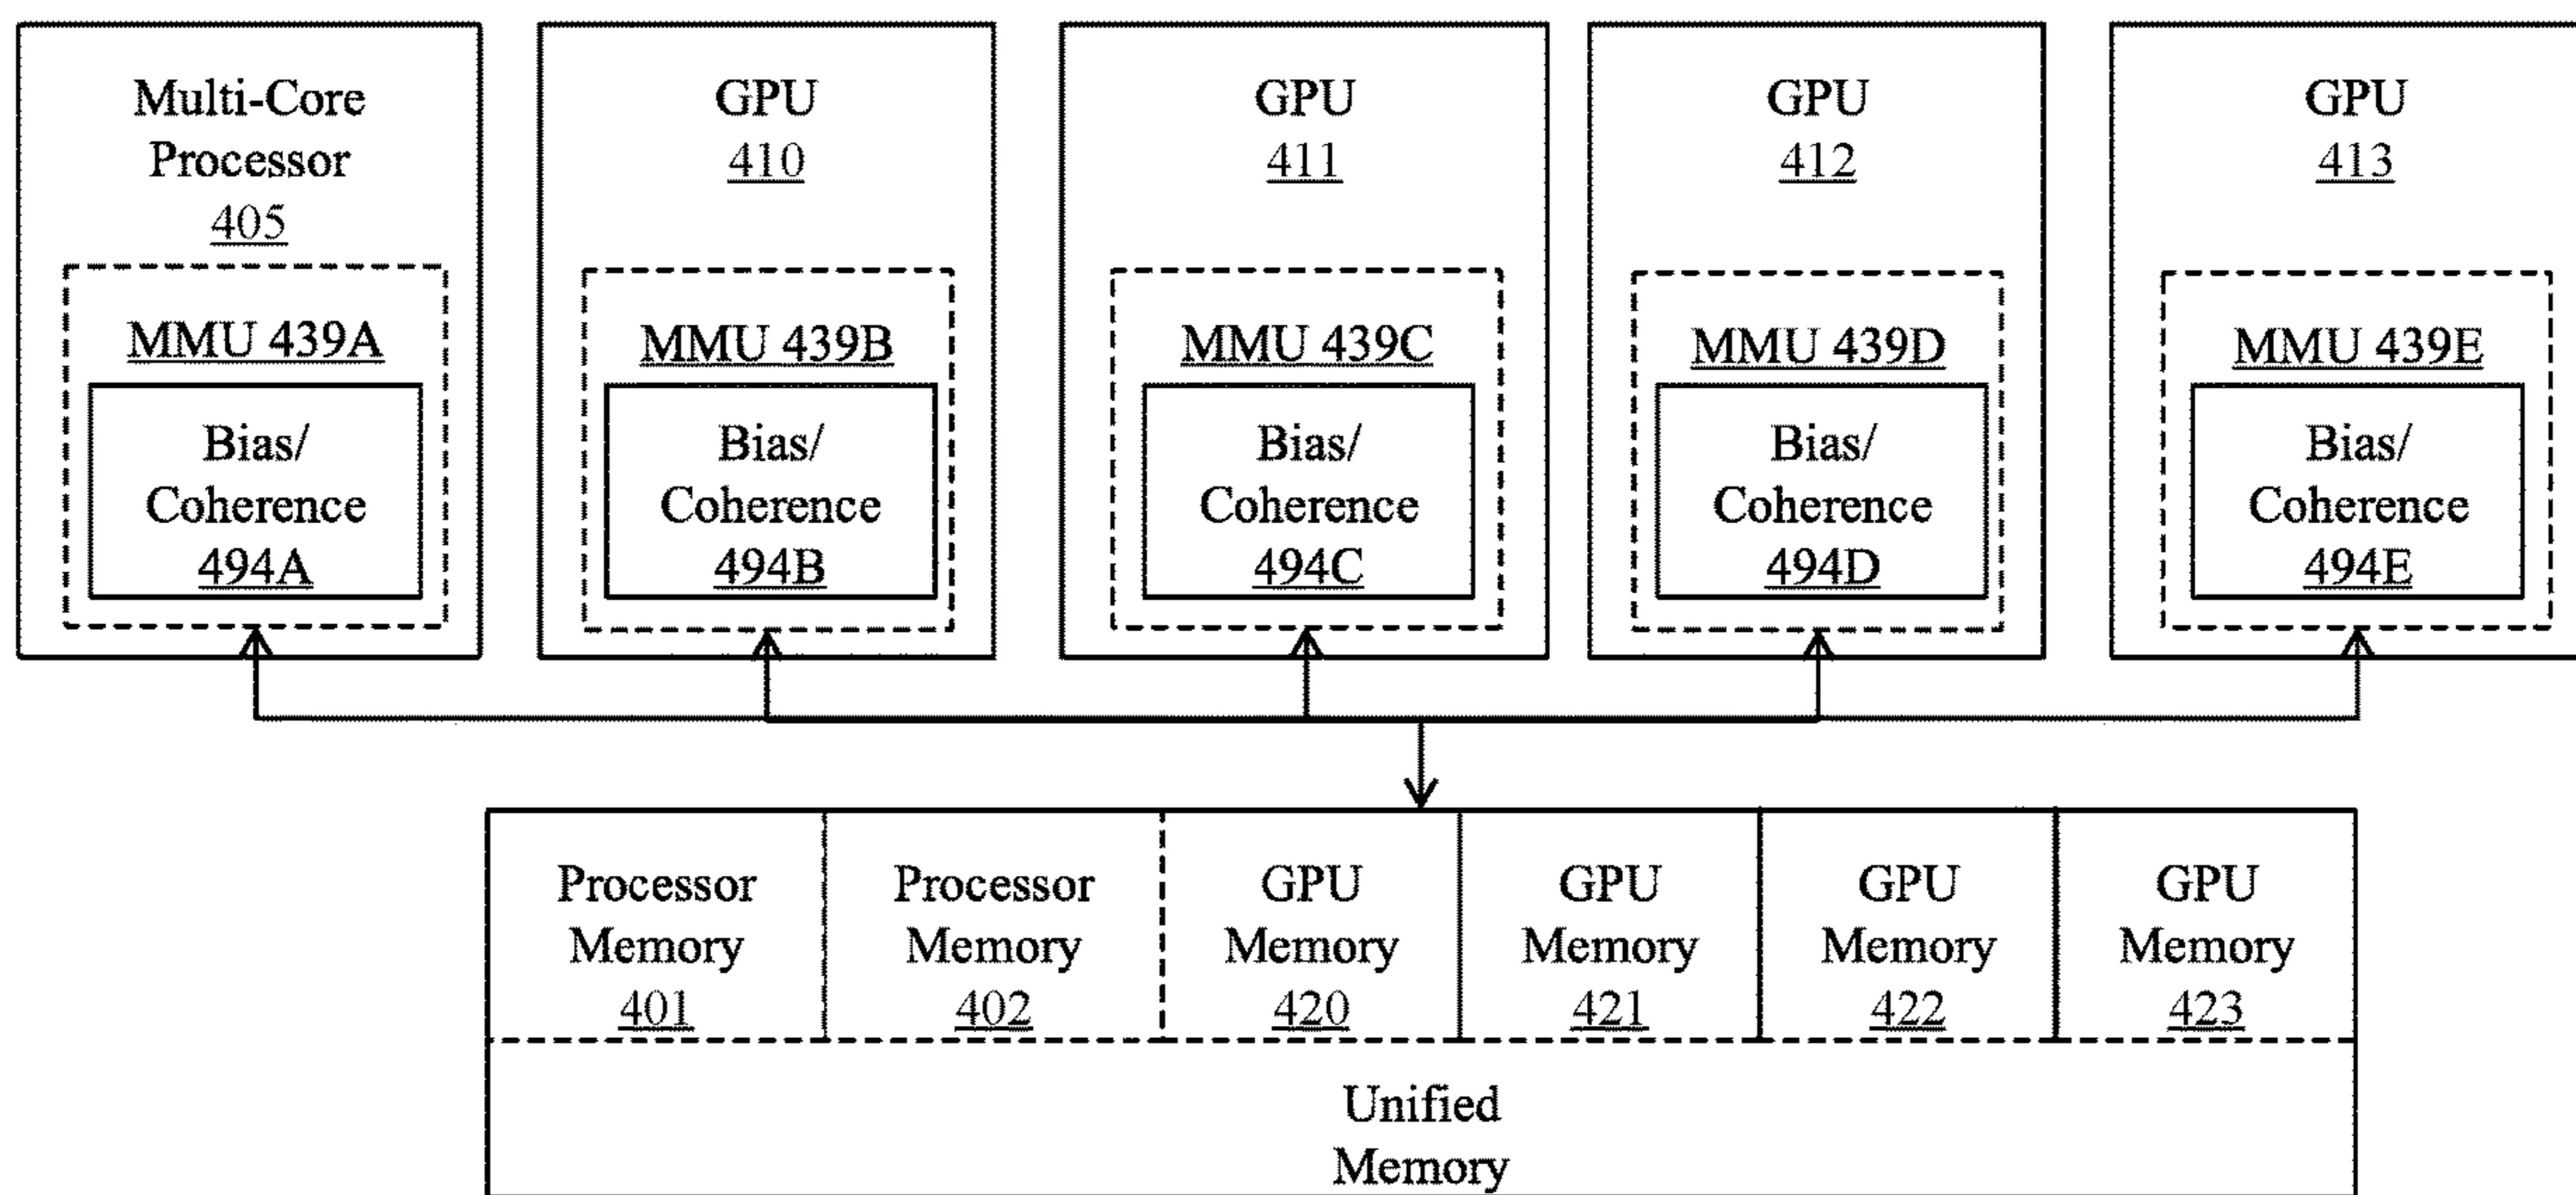 Multi-Core
Processor
405
MMU 439A
Bias/
Coherence
494A
GPU
410
MMU 439B
Bias/
Coherence
494B
GPU
411
MMU 439C
Bias/
Coherence
494C
GPU
412
MMU 439D
Bias/
Coherence
494D
GPU
413
MMU 439E
Bias/
Coherence
494E
Processor
Memory
401
Processor
Memory
402
GPU
Memory
420
GPU
Memory
421
GPU
Memory
422
GPU
Memory
423
Unified
Memory